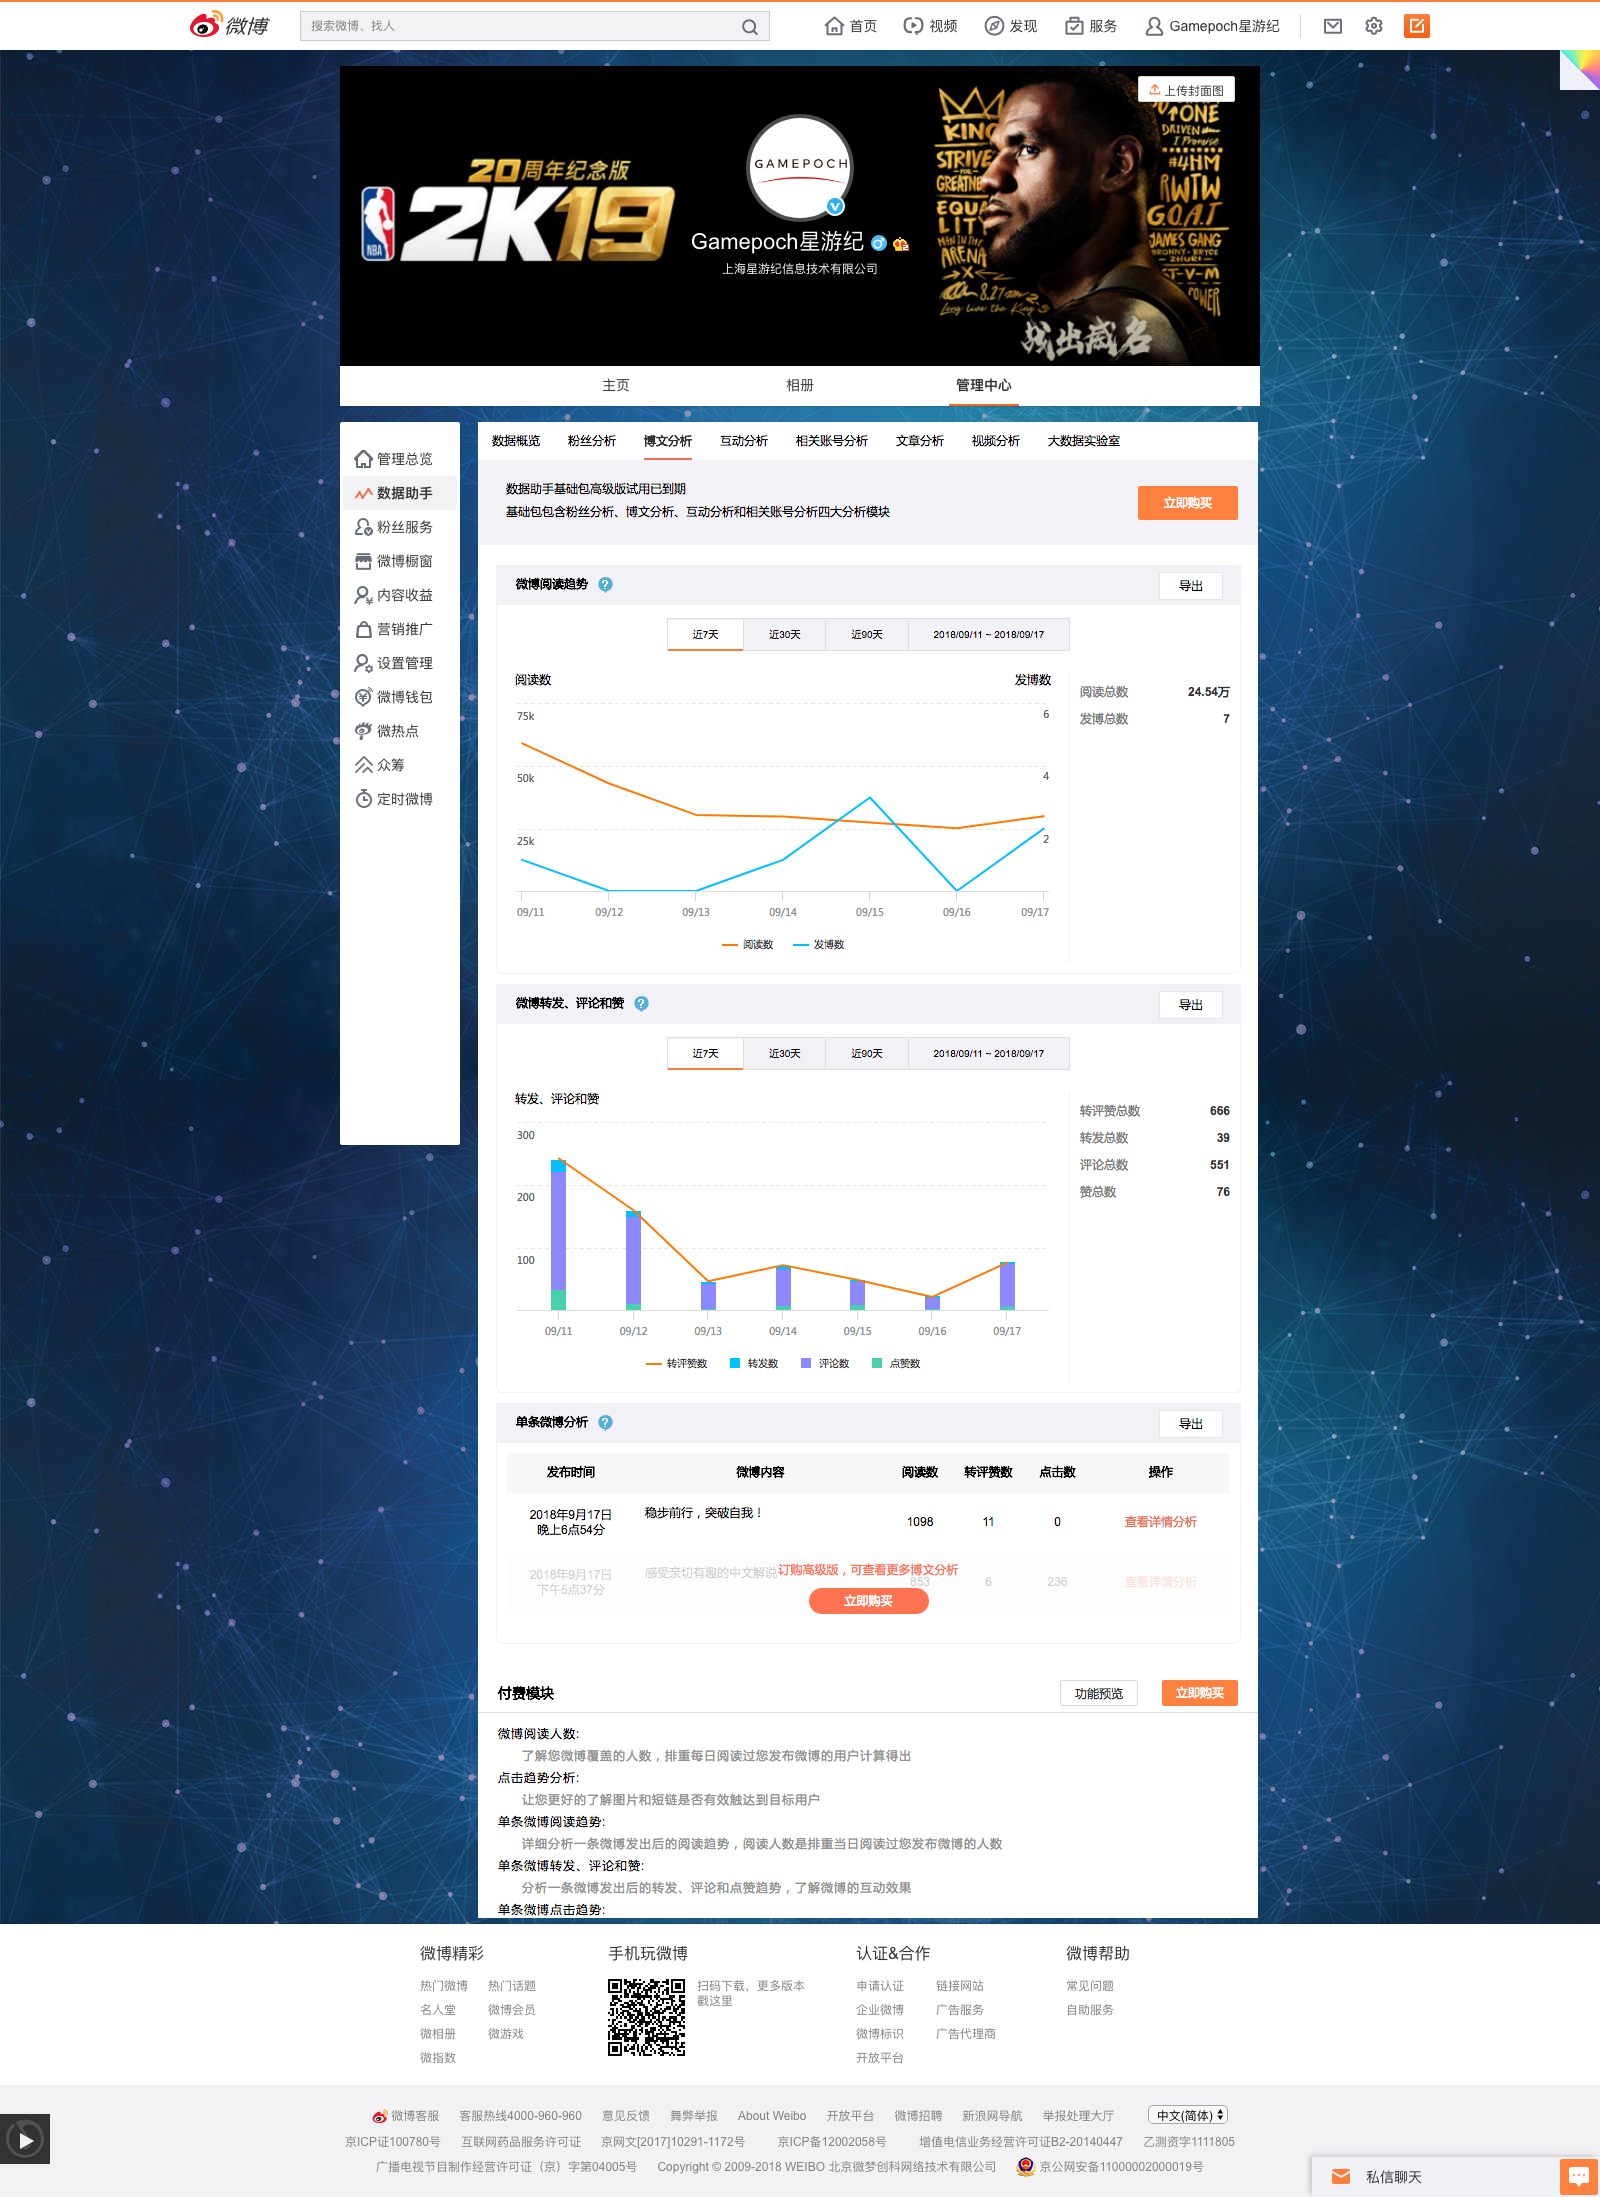 微博
搜索微博、找人
首页
视频
发现
服务
Gamepoch星游纪
上传封面图
20周年纪念版
NBA 2K19
GAMEPOCH
Gamepoch星游纪
上海星游纪信息技术有限公司
KING
STRIVE
FOR
GREATNE
EQUA
LITY
MAN IN THE
ARENA
8.27
Long live the King
TO ONE
DRIVEN
I Promise
#4HM
RWTW
G.O.A.T
JAMES GANG
BRONNY · BRYCE
ZHURI
ST-V-M
POWER
战出威名
主页
相册
管理中心
管理总览
数据助手
粉丝服务
微博橱窗
内容收益
营销推广
设置管理
微博钱包
微热点
众筹
定时微博
数据概览 粉丝分析 博文分析 互动分析 相关账号分析 文章分析 视频分析 大数据实验室
数据助手基础包高级版试用已到期
基础包包含粉丝分析、博文分析、互动分析和相关账号分析四大分析模块
立即购买
微博阅读趋势 ?
导出
近7天 近30天 近90天 2018/09/11 ~ 2018/09/17
阅读数 发博数
75k 6
50k 4
25k 2
09/11 09/12 09/13 09/14 09/15 09/16 09/17
阅读数 发博数
阅读总数 24.54万
发博总数 7
微博转发、评论和赞 ?
导出
近7天 近30天 近90天 2018/09/11 ~ 2018/09/17
转发、评论和赞
300
200
100
09/11 09/12 09/13 09/14 09/15 09/16 09/17
转评赞数 转发数 评论数 点赞数
转评赞总数 666
转发总数 39
评论总数 551
赞总数 76
单条微博分析 ?
导出
发布时间 微博内容 阅读数 转评赞数 点击数 操作
2018年9月17日
晚上6点54分
稳步前行，突破自我！ 1098 11 0 查看详情分析
2018年9月17日
下午5点37分
感受亲切有趣的中文解说 853 6 236 查看详情分析
订购高级版，可查看更多博文分析
立即购买
付费模块
功能预览
立即购买
微博阅读人数:
了解您微博覆盖的人数，排重每日阅读过您发布微博的用户计算得出
点击趋势分析:
让您更好的了解图片和短链是否有效触达到目标用户
单条微博阅读趋势:
详细分析一条微博发出后的阅读趋势，阅读人数是排重当日阅读过您发布微博的人数
单条微博转发、评论和赞:
分析一条微博发出后的转发、评论和点赞趋势，了解微博的互动效果
单条微博点击趋势:
微博精彩
热门微博 热门话题
名人堂 微博会员
微相册 微游戏
微指数
手机玩微博
扫码下载，更多版本
戳这里
认证&合作
申请认证 链接网站
企业微博 广告服务
微博标识 广告代理商
开放平台
微博帮助
常见问题
自助服务
微博客服 客服热线4000-960-960 意见反馈 舞弊举报 About Weibo 开放平台 微博招聘 新浪网导航 举报处理大厅 中文(简体)
京ICP证100780号 互联网药品服务许可证 京网文[2017]10291-1172号 京ICP备12002058号 增值电信业务经营许可证B2-20140447 乙测资字1111805
广播电视节目制作经营许可证（京）字第04005号 Copyright © 2009-2018 WEIBO 北京微梦创科网络技术有限公司 京公网安备11000002000019号
私信聊天